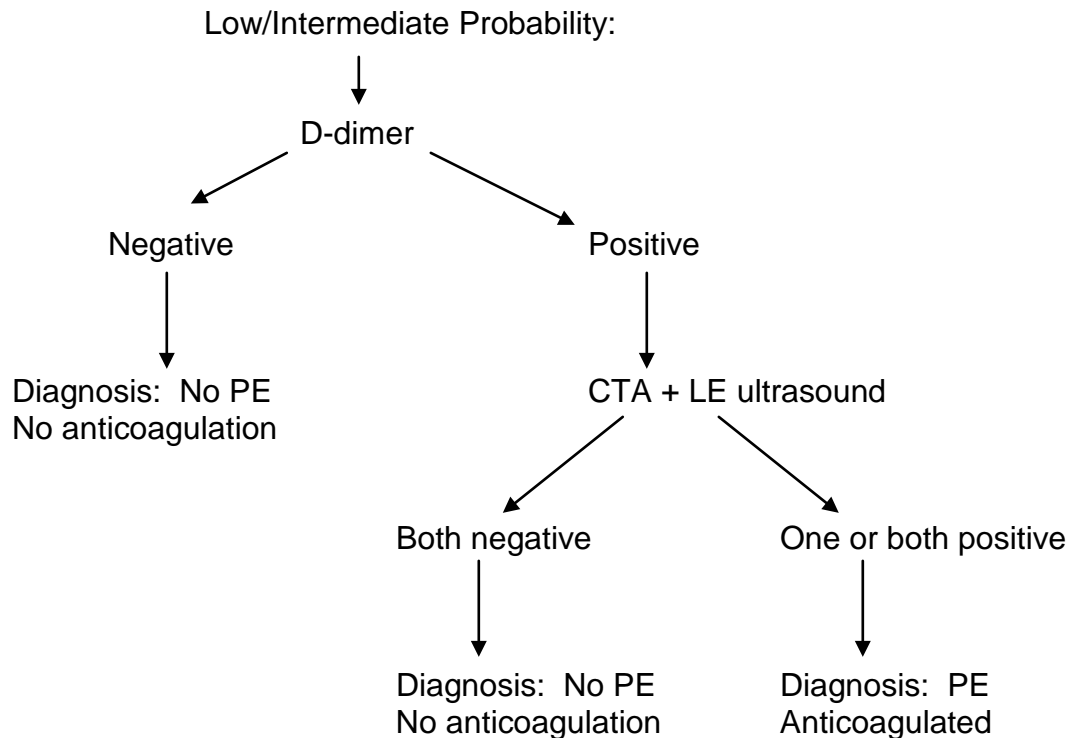 Low/Intermediate Probability:
D-dimer
Negative
Positive
Diagnosis:  No PE
No anticoagulation
CTA + LE ultrasound
Both negative
One or both positive
Diagnosis:  No PE
No anticoagulation
Diagnosis:  PE
Anticoagulated